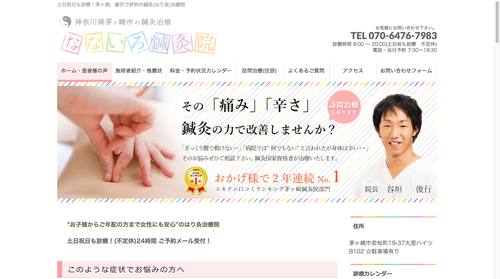 土日祝も診療！茅ヶ崎、藤沢で評判の鍼灸(はり灸)治療院
神奈川県茅ヶ崎市の鍼灸治療
なないろ鍼灸院
お気軽にお問い合わせ下さい。
TEL 070-6476-7983
診療時間 8:00 ～ 20:00(土日祝も診療　不定休)
電話・当日予約 7:30～18:30
ホーム・患者様の声
施術者紹介・推薦状
料金・予約状況カレンダー
訪問治療(往診)
よくあるご質問
アクセス
お問い合わせフォーム
その「痛み」「辛さ」
鍼灸の力で改善しませんか？
訪問治療
もやります
「ぎっくり腰で動けない」「病院では"何でもない"と言われたが身体は辛い・・」
そのお悩みぜひご相談下さい。鍼灸国家資格者が治療いたします。
おかげ様で２年連続 No.1
エキテン口コミランキング茅ヶ崎鍼灸院部門
院長　谷垣　俊行
"お子様からご年配の方まで女性にも安心"のはり灸治療院
土日祝日も診療！(不定休)24時間 ご予約メール受付！
このような症状でお悩みの方へ
住所
茅ヶ崎市若松町19-37大亜ハイツ
B102 ☆駐車場有り
診療カレンダー